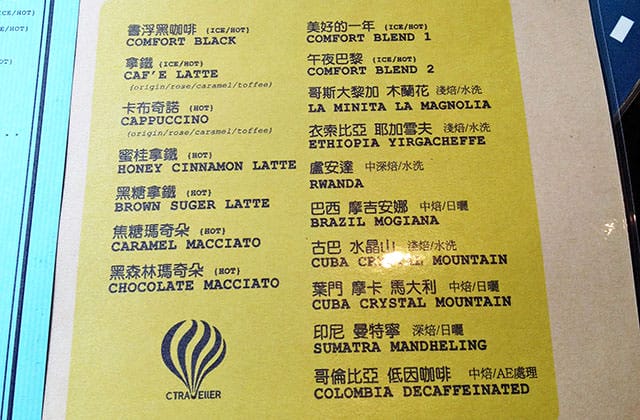 ICE/HOT)
E/HOT)
OT)
書浮黑咖啡 (ICE/HOT)
COMFORT BLACK
拿鐵 (ICE/HOT)
CAF'E LATTE
(origin/rose/caramel/toffee)
卡布奇諾 (HOT)
CAPPUCCINO
(origin/rose/caramel/toffee)
蜜桂拿鐵 (HOT)
HONEY CINNAMON LATTE
黑糖拿鐵 (HOT)
BROWN SUGER LATTE
焦糖瑪奇朵 (HOT)
CARAMEL MACCIATO
黑森林瑪奇朵 (HOT)
CHOCOLATE MACCIATO
CTRAVELLER
美好的一年 (ICE/HOT)
COMFORT BLEND 1
午夜巴黎 (ICE/HOT)
COMFORT BLEND 2
哥斯大黎加 木蘭花 淺焙/水洗
LA MINITA LA MAGNOLIA
衣索比亞 耶加雪夫 淺焙/水洗
ETHIOPIA YIRGACHEFFE
盧安達 中深焙/水洗
RWANDA
巴西 摩吉安娜 中焙/日曬
BRAZIL MOGIANA
古巴 水晶山 淺焙/水洗
CUBA CRYSTAL MOUNTAIN
葉門 摩卡 馬大利 中焙/日曬
CUBA CRYSTAL MOUNTAIN
印尼 曼特寧 深焙/日曬
SUMATRA MANDHELING
哥倫比亞 低因咖啡 中焙/AE處理
COLOMBIA DECAFFEINATED